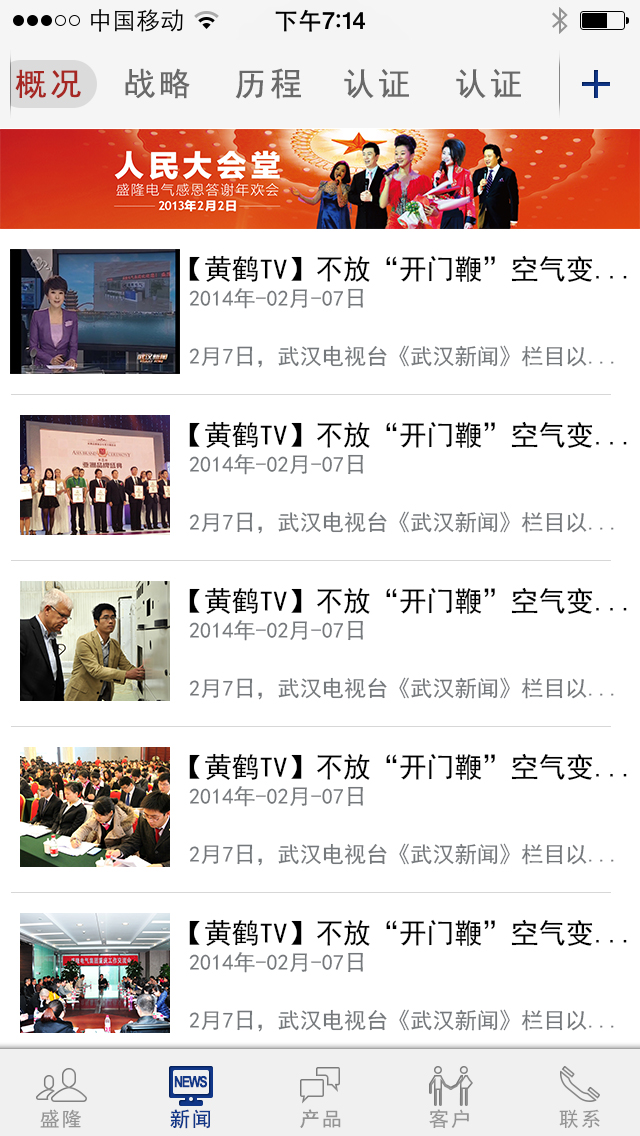 中国移动 下午7:14
概况 战略 历程 认证 认证
人民大会堂
盛隆电气感恩答谢年欢会
2013年2月2日
【黄鹤TV】不放“开门鞭”空气变...
2014年-02月-07日
2月7日，武汉电视台《武汉新闻》栏目以...
武汉新闻
【黄鹤TV】不放“开门鞭”空气变...
2014年-02月-07日
2月7日，武汉电视台《武汉新闻》栏目以...
亚洲品牌盛典
【黄鹤TV】不放“开门鞭”空气变...
2014年-02月-07日
2月7日，武汉电视台《武汉新闻》栏目以...
【黄鹤TV】不放“开门鞭”空气变...
2014年-02月-07日
2月7日，武汉电视台《武汉新闻》栏目以...
【黄鹤TV】不放“开门鞭”空气变...
2014年-02月-07日
2月7日，武汉电视台《武汉新闻》栏目以...
NEWS
盛隆 新闻 产品 客户 联系